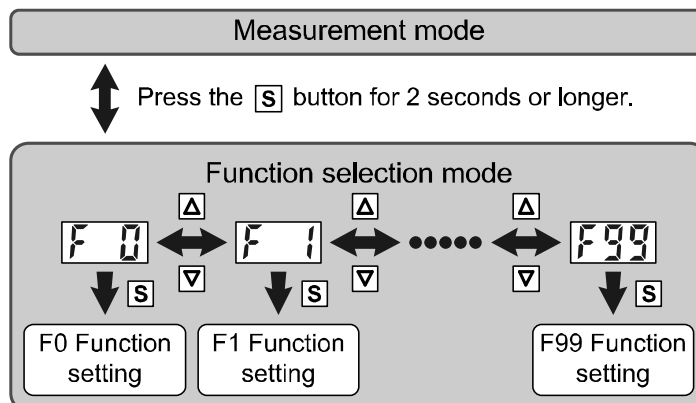 Measurement mode
Press the S button for 2 seconds or longer.
Function selection mode
F 0 F 1 F99
S S S
F0 Function setting
F1 Function setting
F99 Function setting